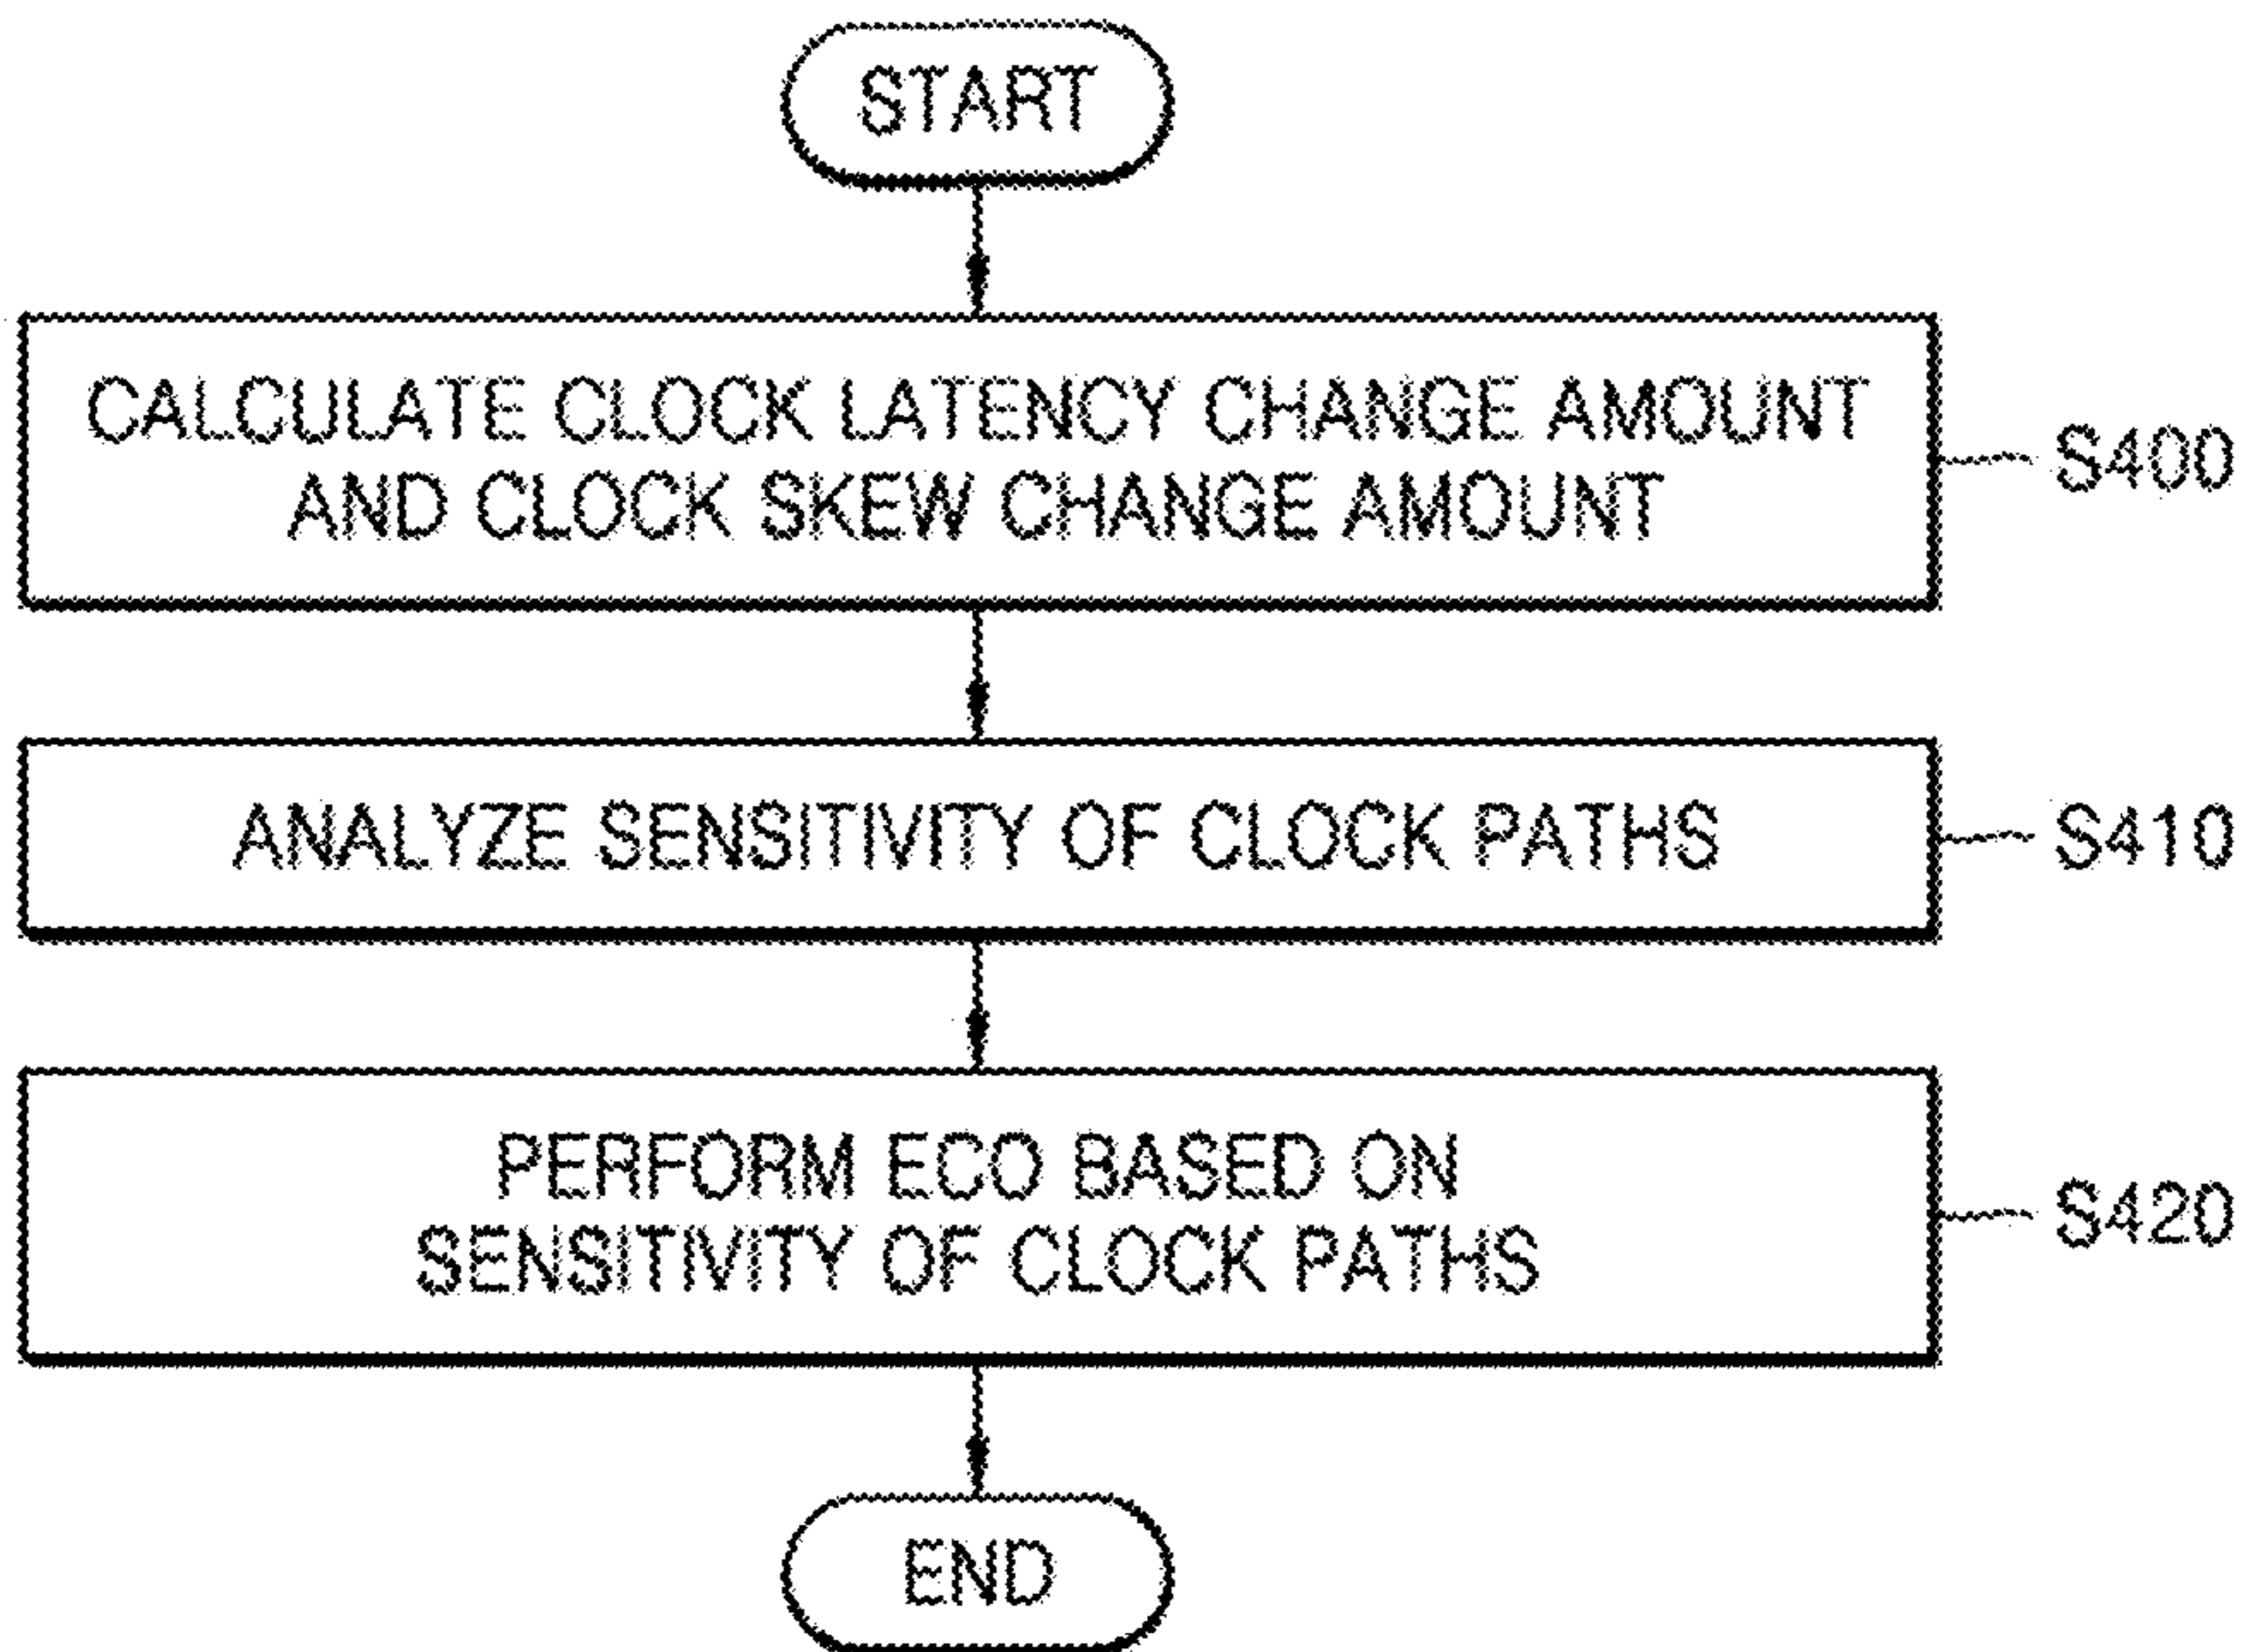 START
CALCULATE CLOCK LATENCY CHANGE AMOUNT
AND CLOCK SKEW CHANGE AMOUNT
S400
ANALYZE SENSITIVITY OF CLOCK PATHS
S410
PERFORM ECO BASED ON
SENSITIVITY OF CLOCK PATHS
S420
END